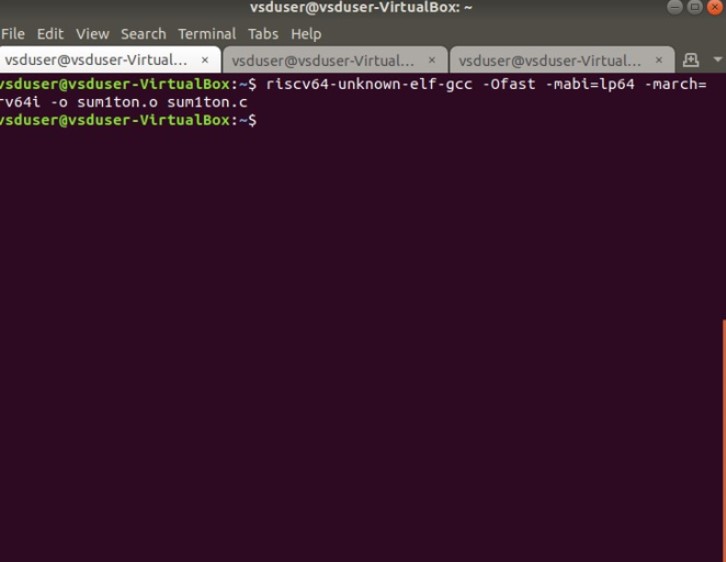 vsduser@vsduser-VirtualBox: ~
File Edit View Search Terminal Tabs Help
vsduser@vsduser-Virtual... × vsduser@vsduser-Virtual... × vsduser@vsduser-Virtual... ×
vsduser@vsduser-VirtualBox:~$ riscv64-unknown-elf-gcc -Ofast -mabi=lp64 -march=
rv64i -o sum1ton.o sum1ton.c
vsduser@vsduser-VirtualBox:~$